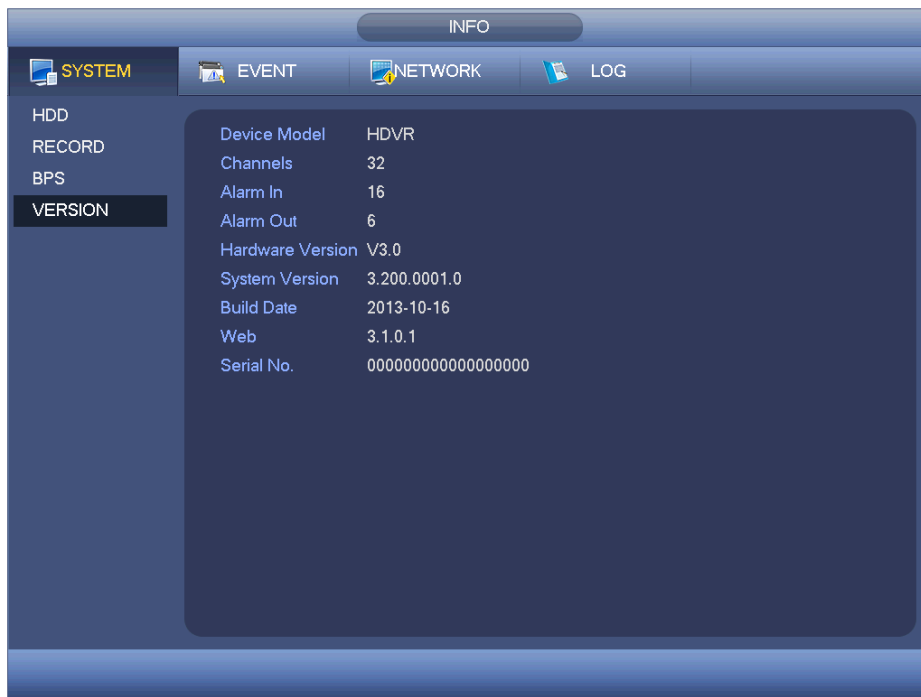 INFO
SYSTEM EVENT NETWORK LOG
HDD
RECORD
BPS
VERSION
Device Model HDVR
Channels 32
Alarm In 16
Alarm Out 6
Hardware Version V3.0
System Version 3.200.0001.0
Build Date 2013-10-16
Web 3.1.0.1
Serial No. 000000000000000000